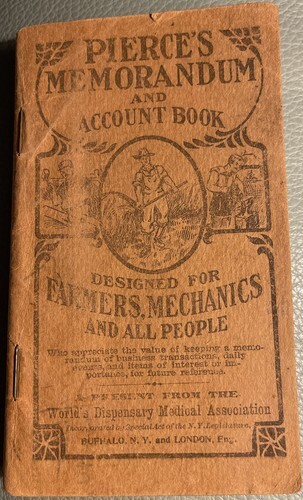 PIERCE'S
MEMORANDUM
AND
ACCOUNT BOOK
DESIGNED FOR
FARMERS, MECHANICS
AND ALL PEOPLE
Who appreciate the value of keeping a memo-
randum of business transactions, daily
events, and items of interest or im-
portance, for future reference.
PRESENT FROM THE
World's Dispensary Medical Association
Incorporated by Special Act of the N.Y. Legislature,
BUFFALO, N. Y. and LONDON, Eng.